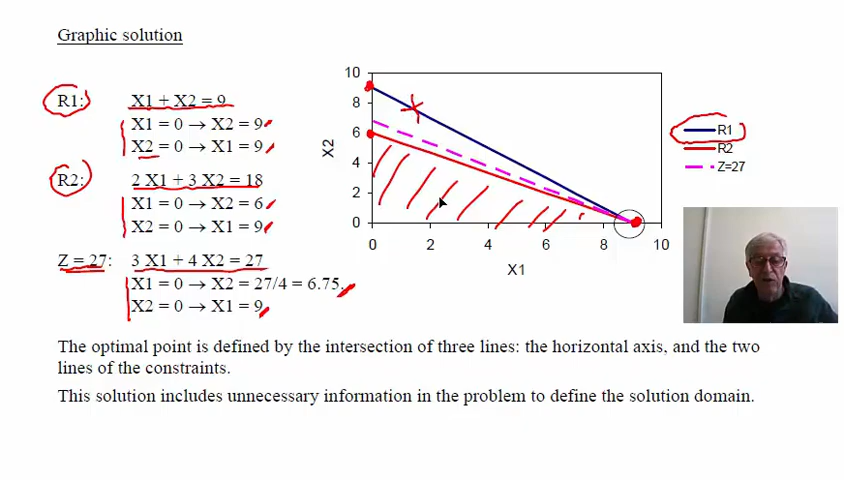 Graphic solution
R1: X1 + X2 = 9
X1 = 0 → X2 = 9
X2 = 0 → X1 = 9
R2: 2 X1 + 3 X2 = 18
X1 = 0 → X2 = 6
X2 = 0 → X1 = 9
Z = 27: 3 X1 + 4 X2 = 27
X1 = 0 → X2 = 27/4 = 6.75.
X2 = 0 → X1 = 9
X2
10
8
6
4
2
0
0 2 4 6 8 10
X1
R1
R2
Z=27
The optimal point is defined by the intersection of three lines: the horizontal axis, and the two
lines of the constraints.
This solution includes unnecessary information in the problem to define the solution domain.